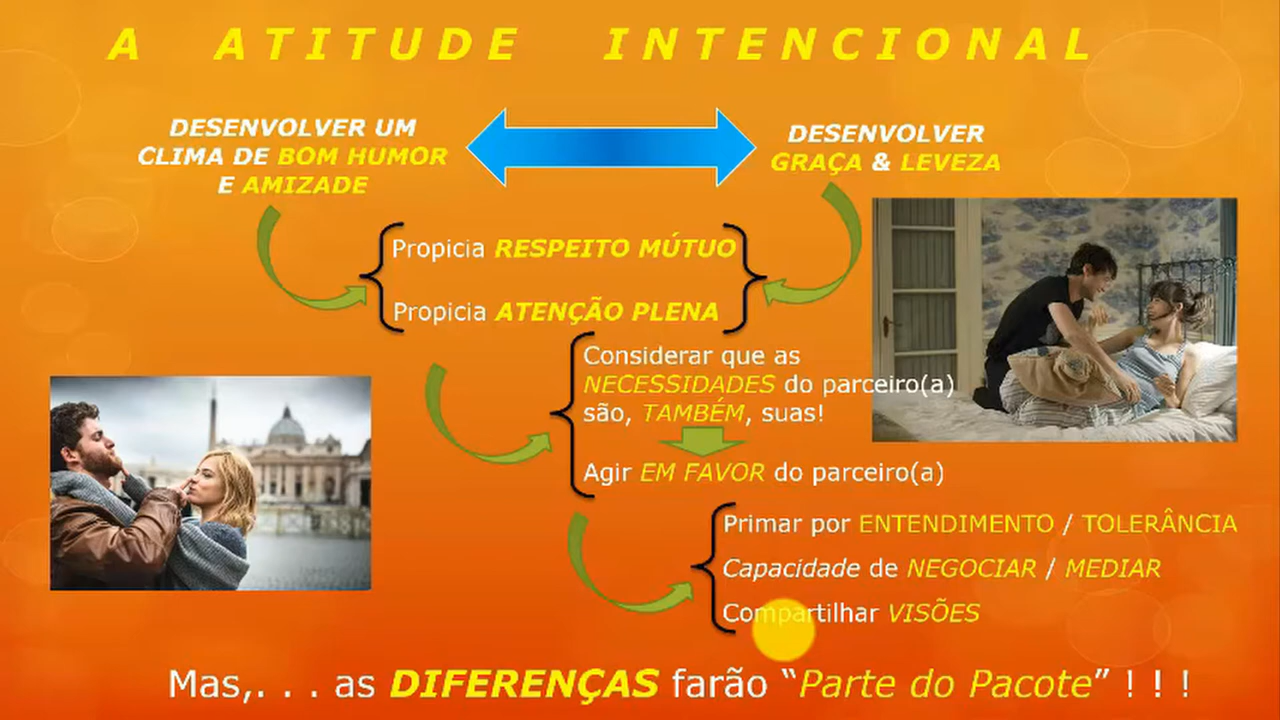 A ATITUDE INTENCIONAL
DESENVOLVER UM
CLIMA DE BOM HUMOR
E AMIZADE
DESENVOLVER
GRAÇA & LEVEZA
Propicia RESPEITO MÚTUO
Propicia ATENÇÃO PLENA
Considerar que as
NECESSIDADES do parceiro(a)
são, TAMBÉM, suas!
Agir EM FAVOR do parceiro(a)
Primar por ENTENDIMENTO / TOLERÂNCIA
Capacidade de NEGOCIAR / MEDIAR
Compartilhar VISÕES
Mas,. . . as DIFERENÇAS farão “Parte do Pacote” ! ! !